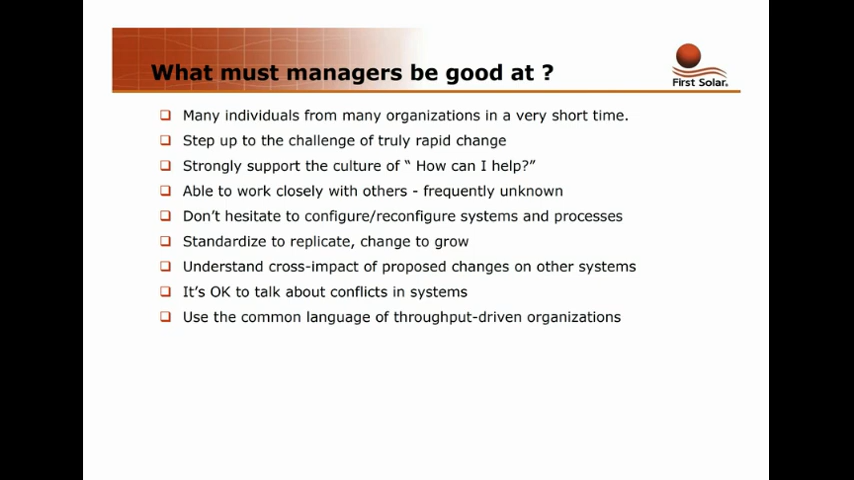 What must managers be good at ?
First Solar.
❑ Many individuals from many organizations in a very short time.
❑ Step up to the challenge of truly rapid change
❑ Strongly support the culture of “ How can I help?”
❑ Able to work closely with others - frequently unknown
❑ Don’t hesitate to configure/reconfigure systems and processes
❑ Standardize to replicate, change to grow
❑ Understand cross-impact of proposed changes on other systems
❑ It’s OK to talk about conflicts in systems
❑ Use the common language of throughput-driven organizations